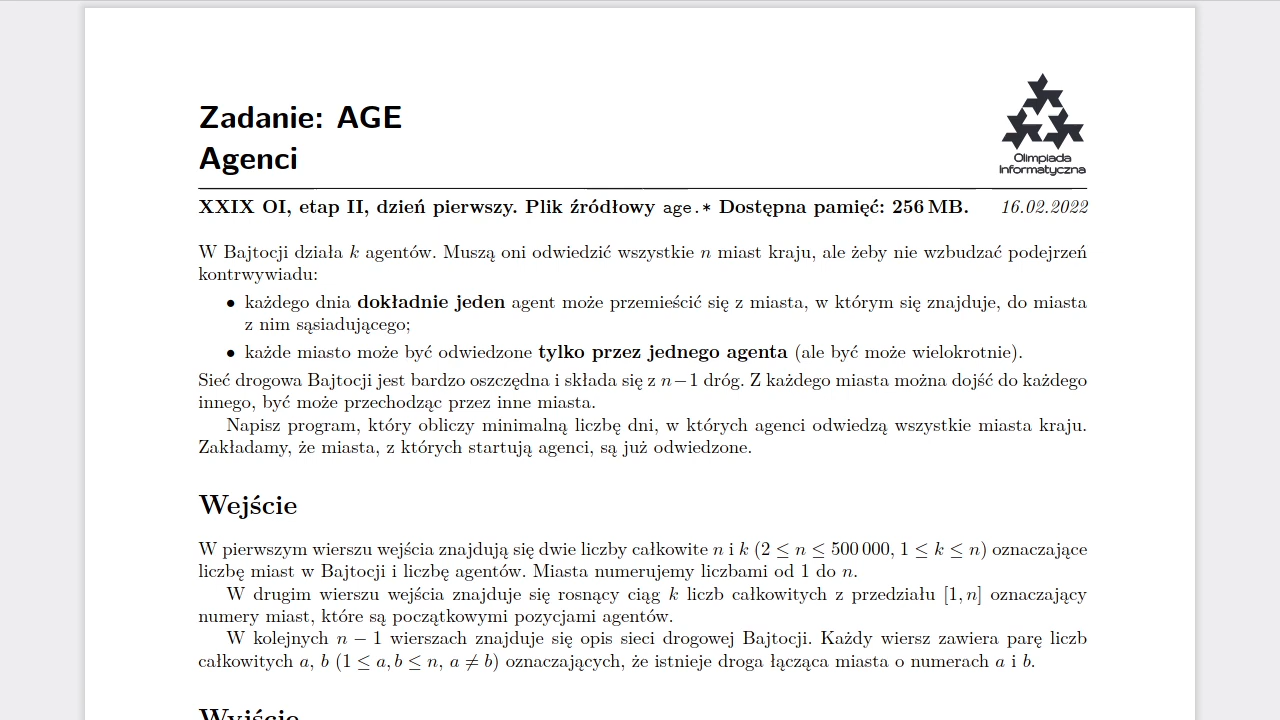 Zadanie: AGE
Agenci
Olimpiada
Informatyczna
XXIX OI, etap II, dzień pierwszy. Plik źródłowy age.* Dostępna pamięć: 256 MB. 16.02.2022
W Bajtocji działa k agentów. Muszą oni odwiedzić wszystkie n miast kraju, ale żeby nie wzbudzać podejrzeń
kontrwywiadu:
• każdego dnia dokładnie jeden agent może przemieścić się z miasta, w którym się znajduje, do miasta
z nim sąsiadującego;
• każde miasto może być odwiedzone tylko przez jednego agenta (ale być może wielokrotnie).
Sieć drogowa Bajtocji jest bardzo oszczędna i składa się z n−1 dróg. Z każdego miasta można dojść do każdego
innego, być może przechodząc przez inne miasta.
Napisz program, który obliczy minimalną liczbę dni, w których agenci odwiedzą wszystkie miasta kraju.
Zakładamy, że miasta, z których startują agenci, są już odwiedzone.
Wejście
W pierwszym wierszu wejścia znajdują się dwie liczby całkowite n i k (2 ≤ n ≤ 500 000, 1 ≤ k ≤ n) oznaczające
liczbę miast w Bajtocji i liczbę agentów. Miasta numerujemy liczbami od 1 do n.
W drugim wierszu wejścia znajduje się rosnący ciąg k liczb całkowitych z przedziału [1, n] oznaczający
numery miast, które są początkowymi pozycjami agentów.
W kolejnych n − 1 wierszach znajduje się opis sieci drogowej Bajtocji. Każdy wiersz zawiera parę liczb
całkowitych a, b (1 ≤ a, b ≤ n, a ≠ b) oznaczających, że istnieje droga łącząca miasta o numerach a i b.
Wyjście